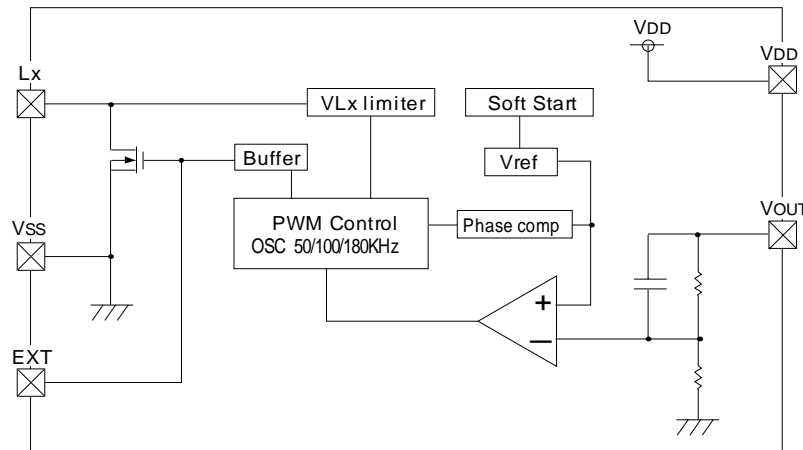 VDD
Lx
VDD
VLx limiter
Soft Start
Buffer
Vref
PWM Control
OSC 50/100/180KHz
Phase comp
VSS
VOUT
+
−
EXT